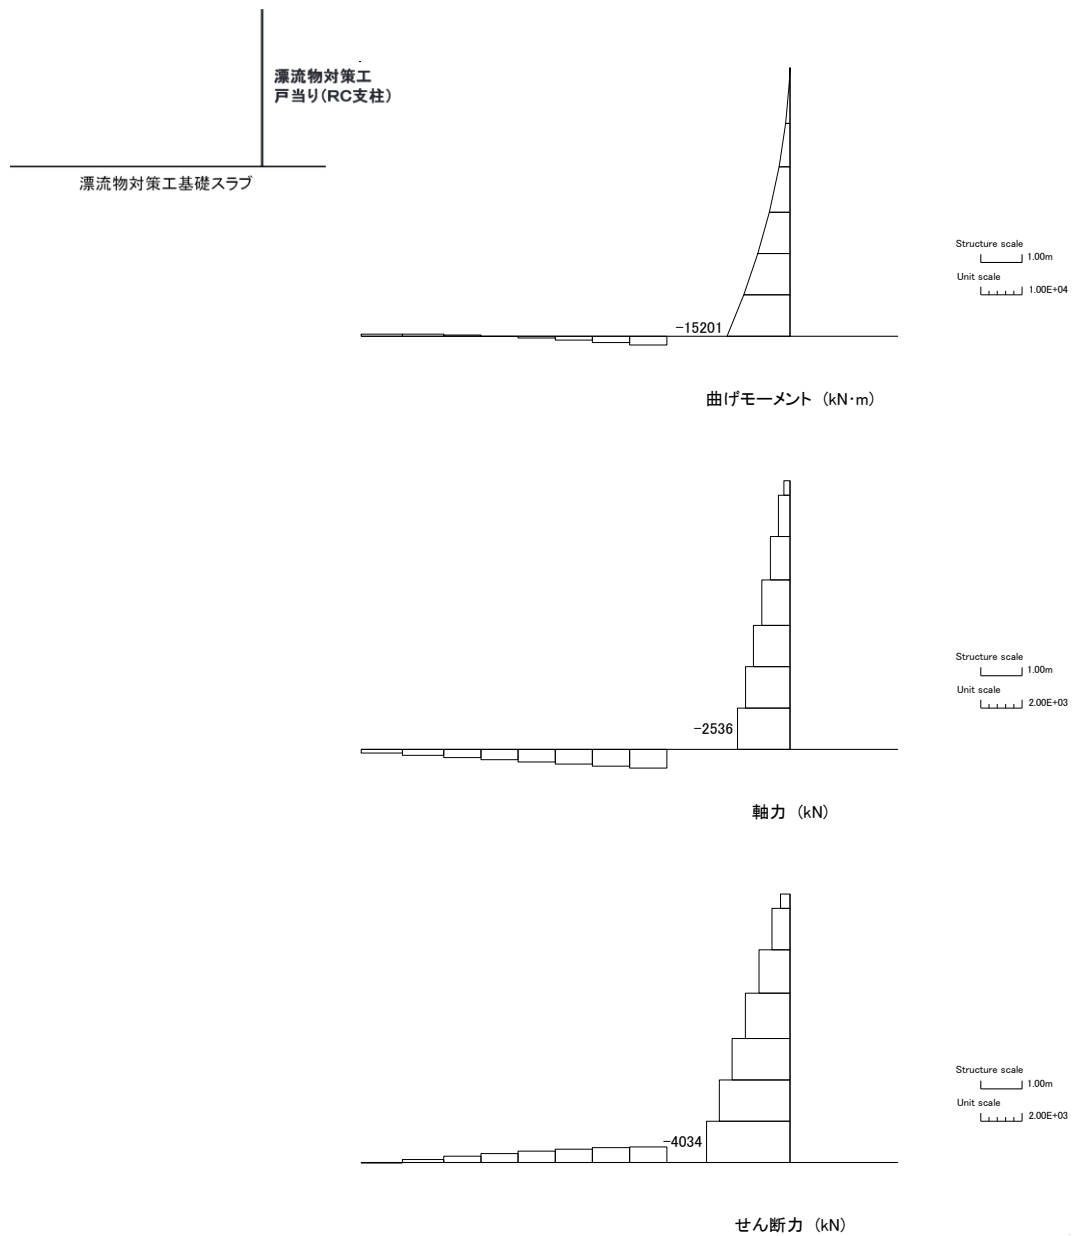 漂流物対策工
戸当り(RC支柱)
漂流物対策工基礎スラブ
Structure scale
1.00m
Unit scale
1.00E+04
-15201
曲げモーメント (kN･m)
Structure scale
1.00m
Unit scale
2.00E+03
-2536
軸力 (kN)
Structure scale
1.00m
Unit scale
2.00E+03
-4034
せん断力 (kN)